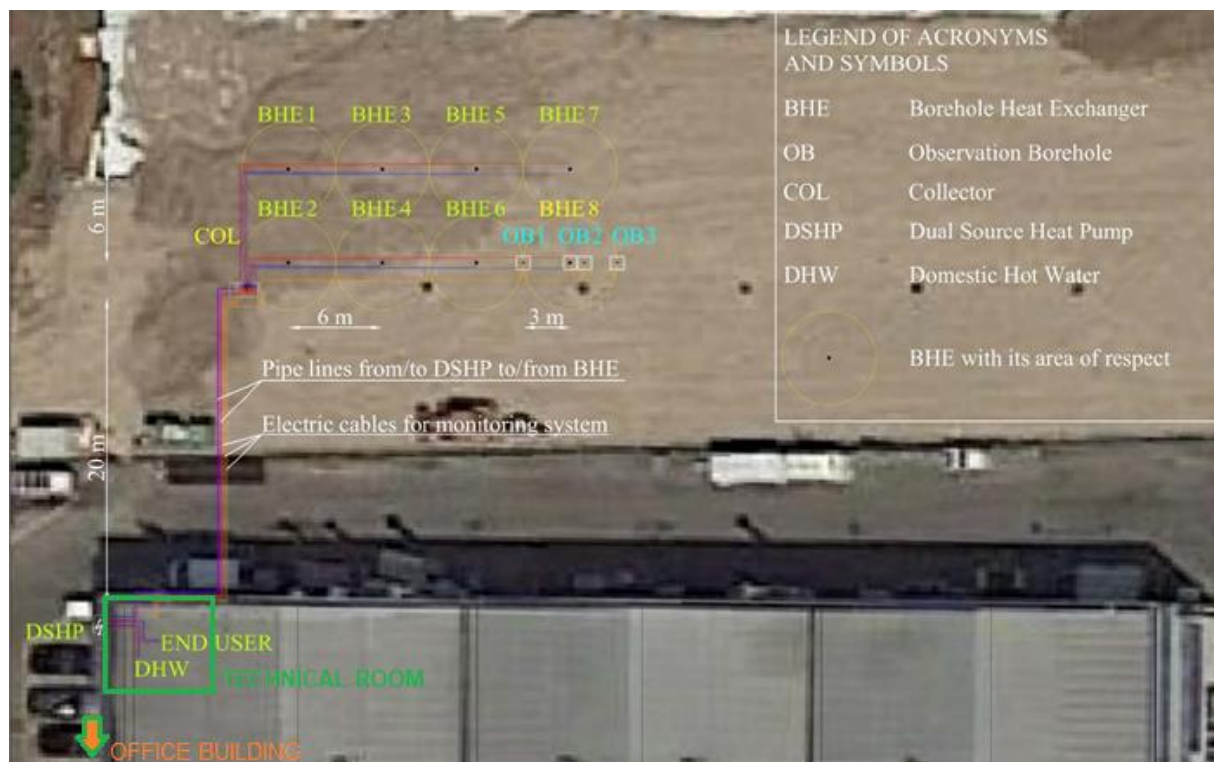 LEGEND OF ACRONYMS
AND SYMBOLS
BHE Borehole Heat Exchanger
OB Observation Borehole
COL Collector
DSHP Dual Source Heat Pump
DHW Domestic Hot Water
BHE with its area of respect
BHE 1 BHE 3 BHE 5 BHE 7
6 m
BHE 2 BHE 4 BHE 6 BHE 8
COL OB1 OB2 OB3
6 m 3 m
Pipe lines from/to DSHP to/from BHE
Electric cables for monitoring system
20 m
DSHP
END USER
DHW
TECHNICAL ROOM
OFFICE BUILDING